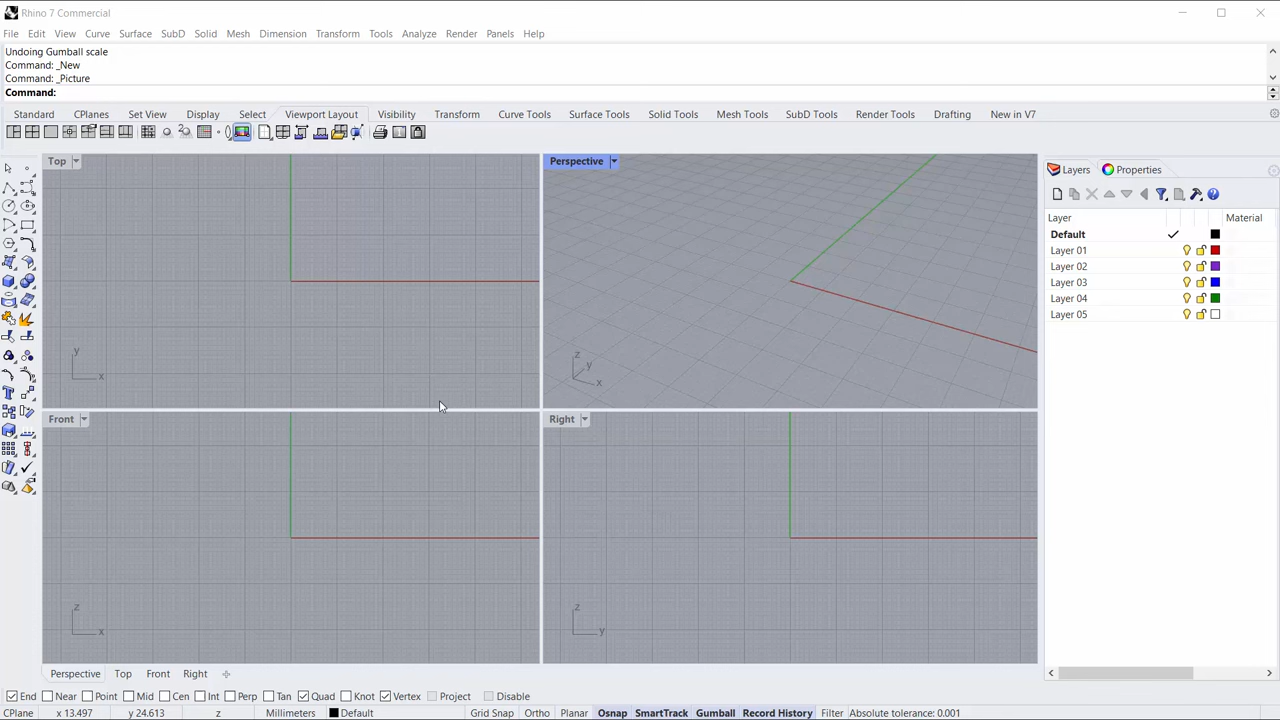 Rhino 7 Commercial
File Edit View Curve Surface SubD Solid Mesh Dimension Transform Tools Analyze Render Panels Help
Undoing Gumball scale
Command: _New
Command: _Picture
Command:
Standard CPlanes Set View Display Select Viewport Layout Visibility Transform Curve Tools Surface Tools Solid Tools Mesh Tools SubD Tools Render Tools Drafting New in V7
Top
y
x
Perspective
z
y
x
Front
z
x
Right
z
y
Layers Properties
Layer Material
Default
Layer 01
Layer 02
Layer 03
Layer 04
Layer 05
Perspective Top Front Right
End Near Point Mid Cen Int Perp Tan Quad Knot Vertex Project Disable
CPlane x 13.497 y 24.613 z Millimeters Default Grid Snap Ortho Planar Osnap SmartTrack Gumball Record History Filter Absolute tolerance: 0.001